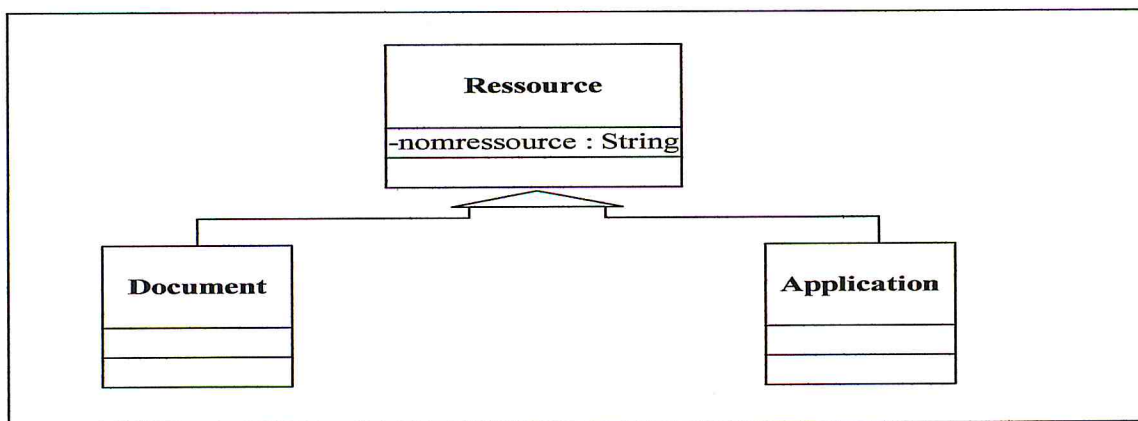 Ressource
-nomressource : String
Document
Application